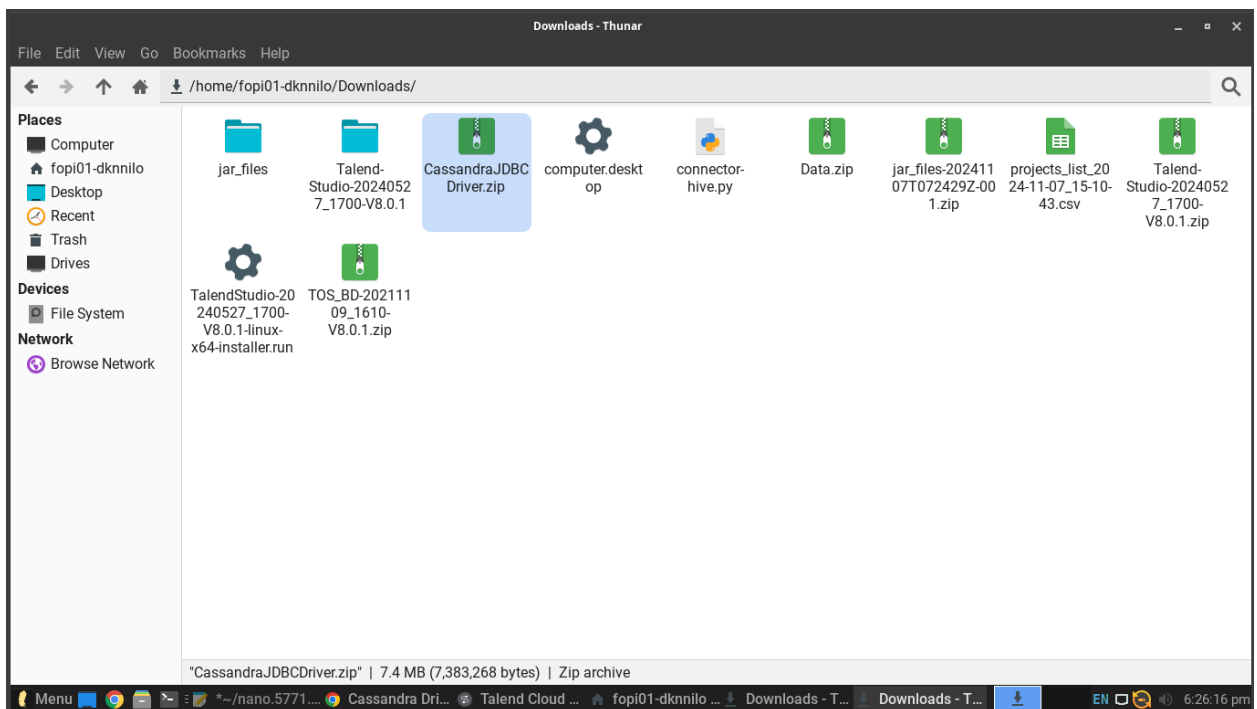 Downloads - Thunar
File Edit View Go Bookmarks Help
/home/fopi01-dknnilo/Downloads/
Places
Computer
fopi01-dknnilo
Desktop
Recent
Trash
Drives
Devices
File System
Network
Browse Network
jar_files
Talend-
Studio-2024052
7_1700-V8.0.1
CassandraJDBC
Driver.zip
computer.deskt
op
connector-
hive.py
Data.zip
jar_files-202411
07T072429Z-00
1.zip
projects_list_20
24-11-07_15-10-
43.csv
Talend-
Studio-2024052
7_1700-
V8.0.1.zip
TalendStudio-20
240527_1700-
V8.0.1-linux-
x64-installer.run
TOS_BD-202111
09_1610-
V8.0.1.zip
"CassandraJDBCDriver.zip" | 7.4 MB (7,383,268 bytes) | Zip archive
Menu *~/nano.5771.... Cassandra Dri... Talend Cloud ... fopi01-dknnilo ... Downloads - T... Downloads - T... EN 6:26:16 pm